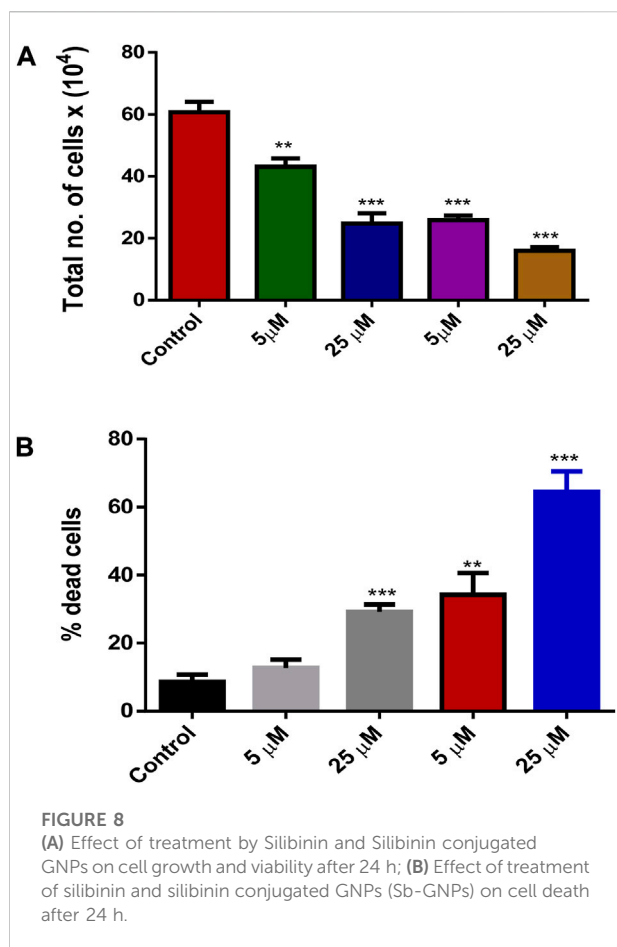 A
Total no. of cells x (10⁴)
80
60
40
20
0
**
***
***
***
Control
5μM
25 μM
5μM
25 μM
B
% dead cells
80
60
40
20
0
***
**
***
Control
5 μM
25 μM
5 μM
25 μM
FIGURE 8
(A) Effect of treatment by Silibinin and Silibinin conjugated
GNPs on cell growth and viability after 24 h; (B) Effect of treatment
of silibinin and silibinin conjugated GNPs (Sb-GNPs) on cell death
after 24 h.